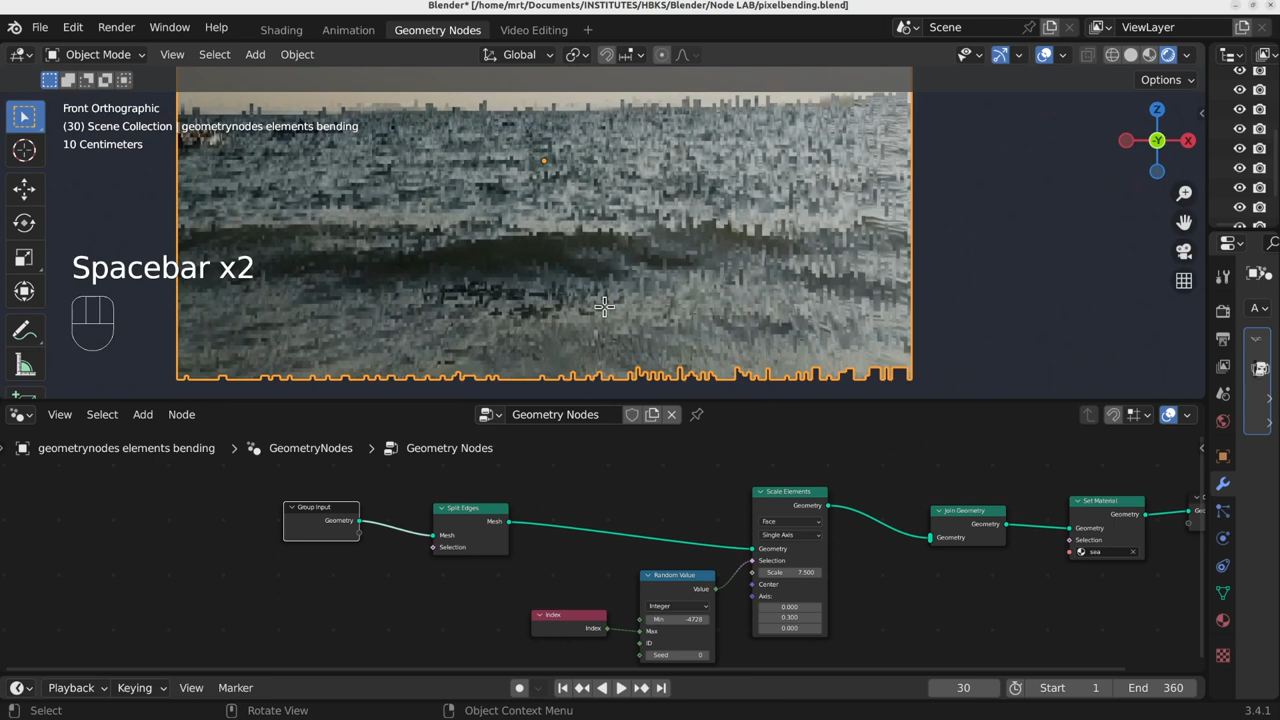 Blender* [/home/mrt/Documents/INSTITUTES/HBKS/Blender/Node LAB/pixelbending.blend]
File Edit Render Window Help Shading Animation Geometry Nodes Video Editing + Scene ViewLayer
Object Mode View Select Add Object Global
Options
Front Orthographic
(30) Scene Collection | geometrynodes elements bending
10 Centimeters
Z
-Y
X
Spacebar x2
View Select Add Node Geometry Nodes
geometrynodes elements bending Geometry​Nodes Geometry Nodes
Group Input
Geometry
Split Edges
Mesh
Mesh
Selection
Index
Index
Random Value
Value
Integer
Min -4728
Max
ID
Seed 0
Scale Elements
Geometry
Face
Single Axis
Geometry
Selection
Scale 7.500
Center
Axis:
0.000
0.300
0.000
Join Geometry
Geometry
Geometry
Set Material
Geometry
Geometry
Selection
sea
Playback Keying View Marker 30 Start 1 End 360
Select Rotate View Object Context Menu 3.4.1